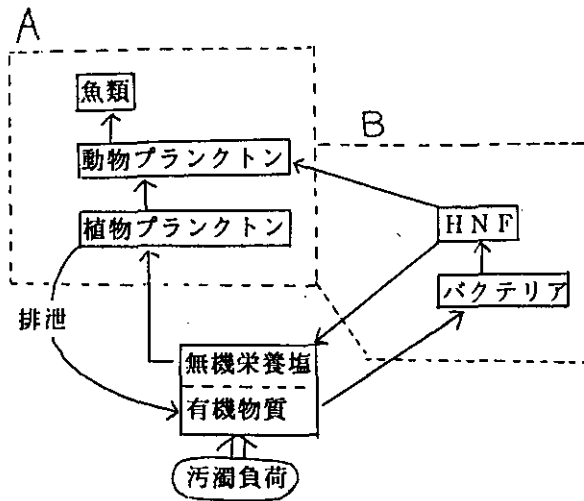 A
魚類
B
動物プランクトン
HNF
植物プランクトン
バクテリア
排泄
無機栄養塩
有機物質
汚濁負荷